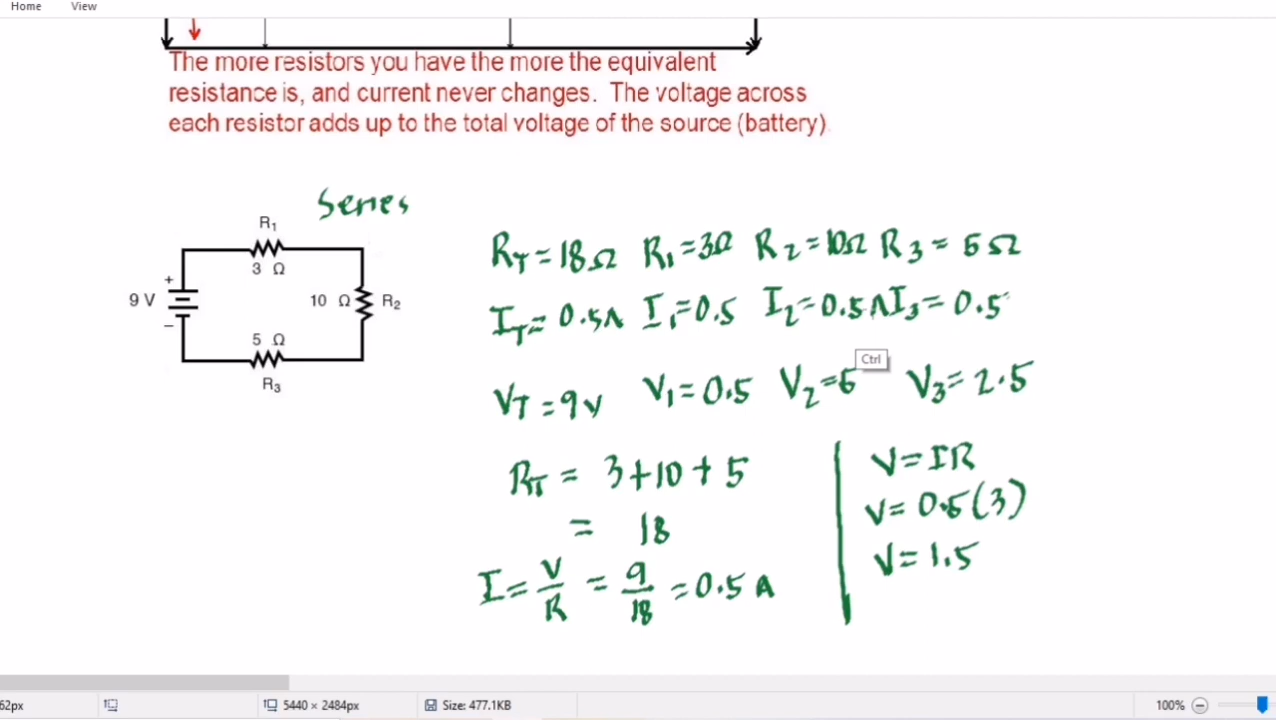 Home View
The more resistors you have the more the equivalent
resistance is, and current never changes. The voltage across
each resistor adds up to the total voltage of the source (battery).
Series
R1
3 Ω
+
9 V
10 Ω R2
−
5 Ω
R3
RT = 18Ω R1 = 3Ω R2 = 10Ω R3 = 5Ω
IT = 0.5A I1 = 0.5 I2 = 0.5A I3 = 0.5
Ctrl
VT = 9V V1 = 0.5 V2 = 5 V3 = 2.5
RT = 3 + 10 + 5
= 18
I = V/R = 9/18 = 0.5 A
V = IR
V = 0.5(3)
V = 1.5
62px 5440 × 2484px Size: 477.1KB 100%